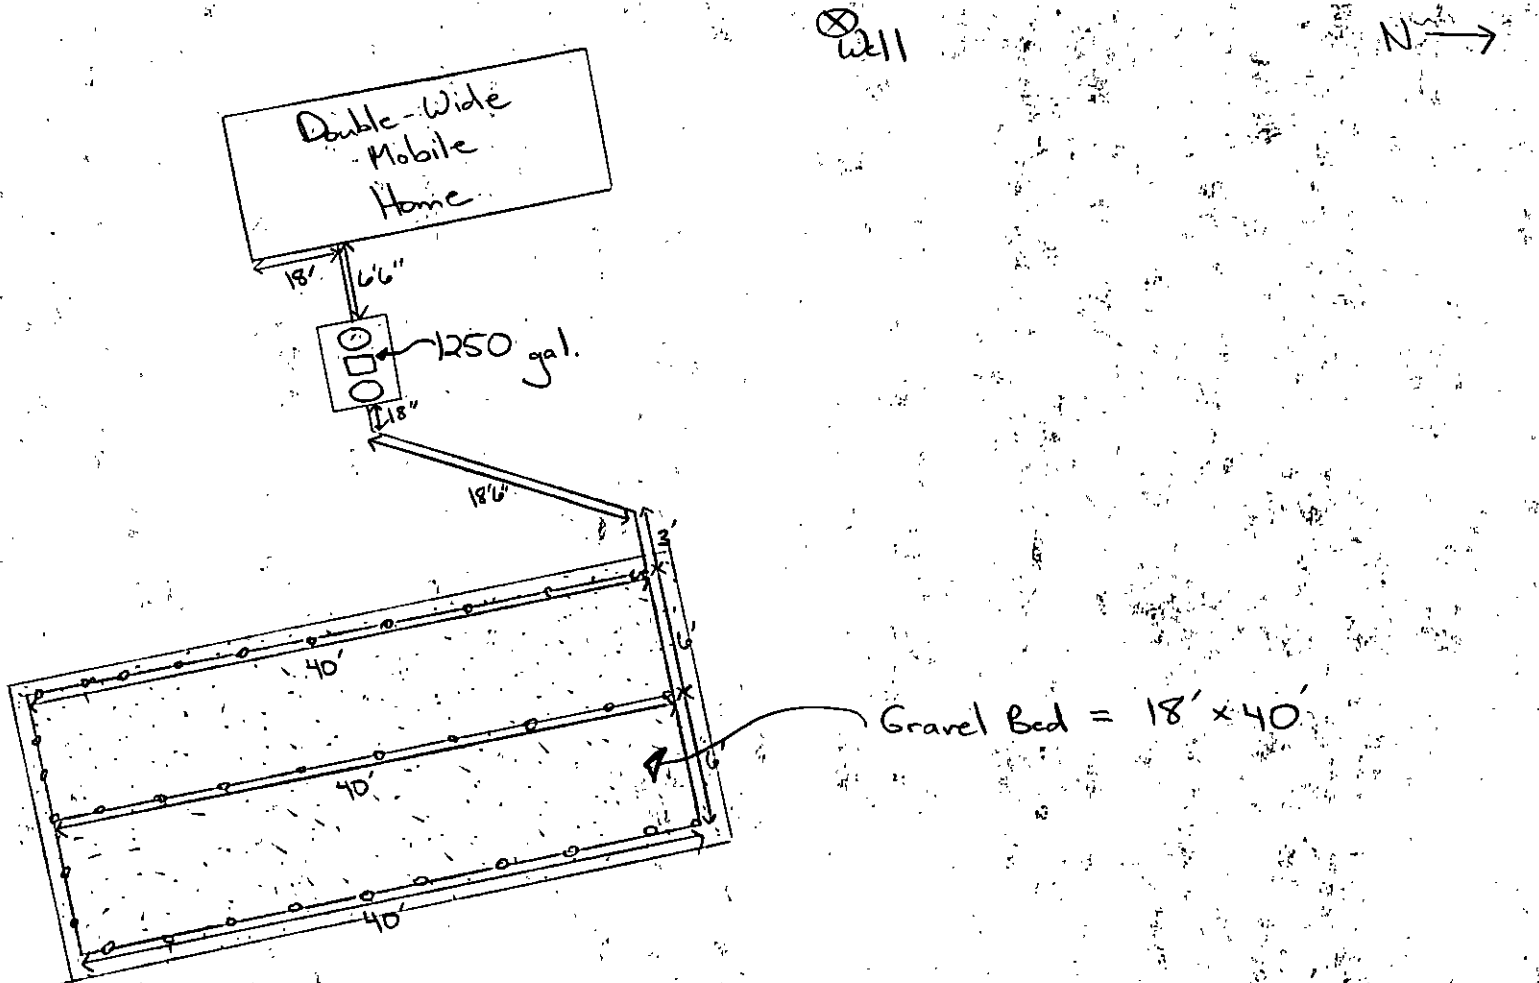 Well
N
Double-Wide
Mobile
Home
18'
6'6"
1250 gal.
18"
18'6"
3'
40'
6'
40'
Gravel Bed = 18' x 40'
6'
40'